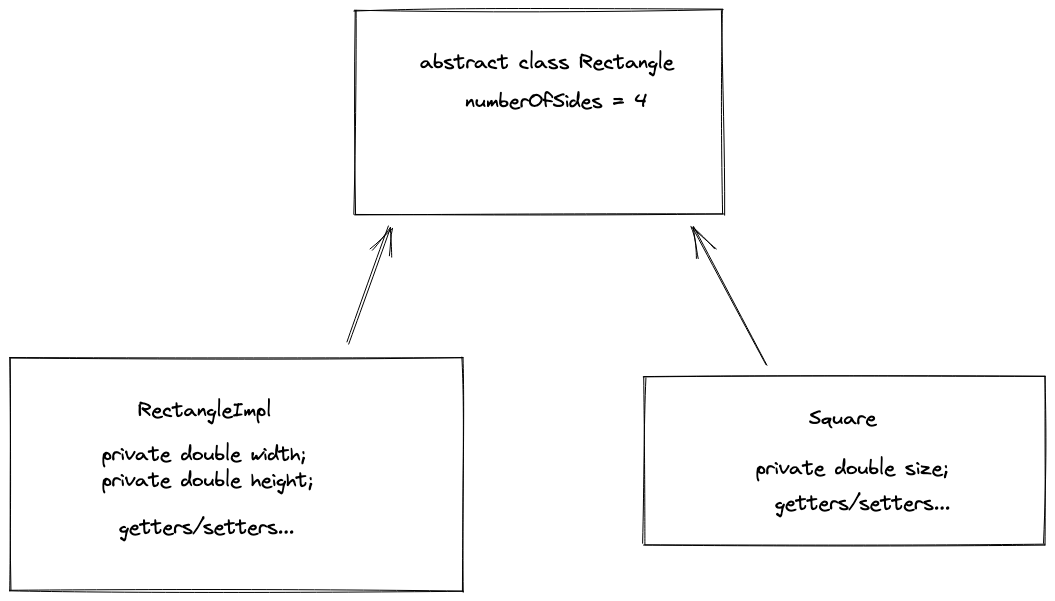 abstract class Rectangle
numberOfSides = 4
RectangleImpl
private double width;
private double height;
getters/setters...
Square
private double size;
getters/setters...